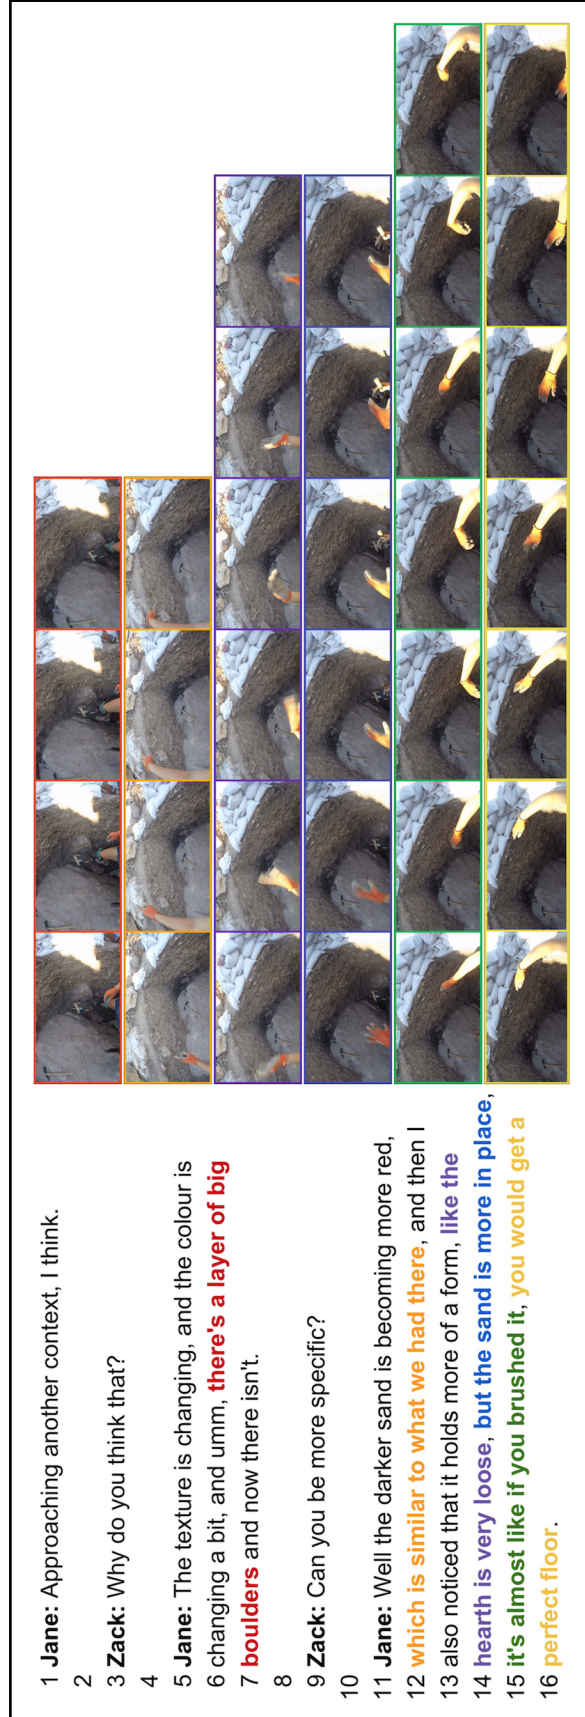 1 Jane: Approaching another context, I think.
2
3 Zack: Why do you think that?
4
5 Jane: The texture is changing, and the colour is
6 changing a bit, and umm, there's a layer of big
7 boulders and now there isn't.
8
9 Zack: Can you be more specific?
10
11 Jane: Well the darker sand is becoming more red,
12 which is similar to what we had there, and then I
13 also noticed that it holds more of a form, like the
14 hearth is very loose, but the sand is more in place,
15 it's almost like if you brushed it, you would get a
16 perfect floor.